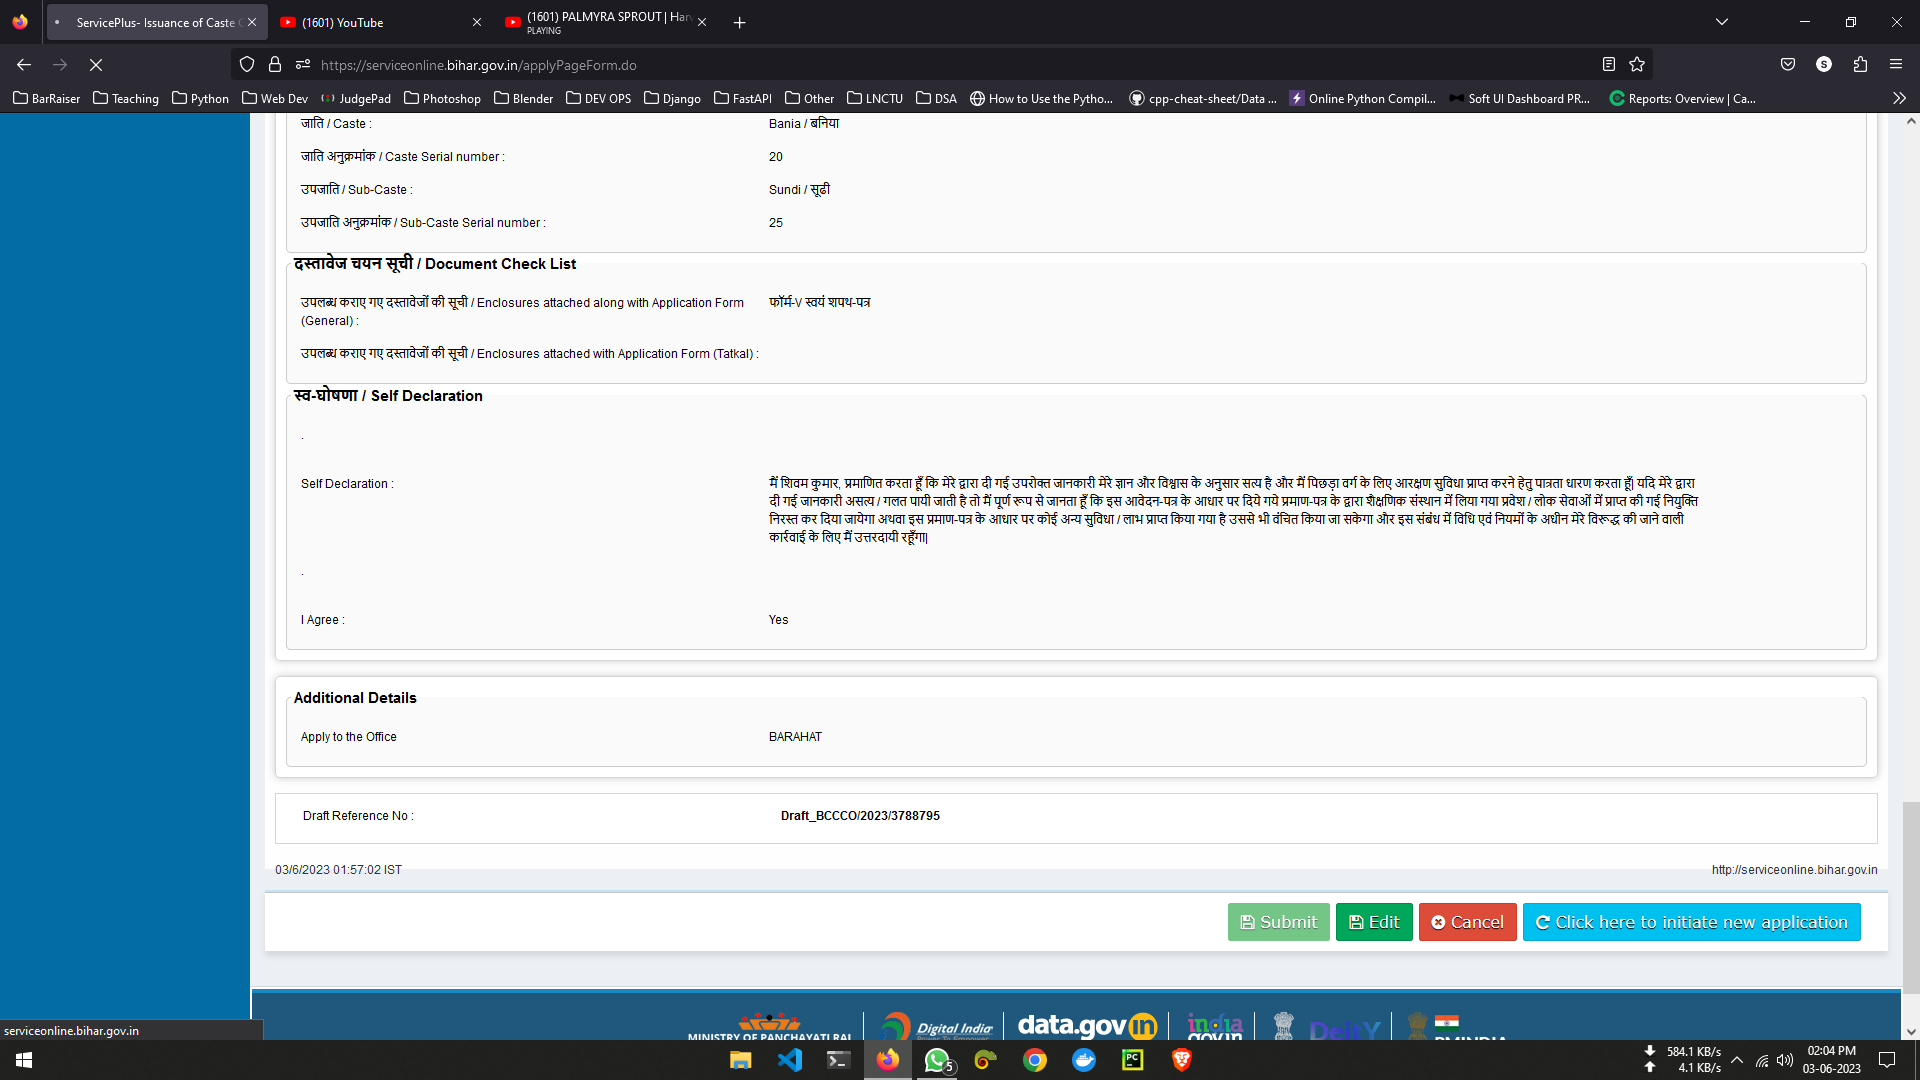 ServicePlus- Issuance of Caste C
(1601) YouTube
(1601) PALMYRA SPROUT | Har
PLAYING
https://serviceonline.bihar.gov.in/applyPageForm.do
BarRaiser
Teaching
Python
Web Dev
JudgePad
Photoshop
Blender
DEV OPS
Django
FastAPI
Other
LNCTU
DSA
How to Use the Pytho...
cpp-cheat-sheet/Data ...
Online Python Compil...
Soft UI Dashboard PR...
Reports: Overview | Ca...
जाति / Caste : Bania / बनिया
जाति अनुक्रमांक / Caste Serial number : 20
उपजाति / Sub-Caste : Sundi / सूढी
उपजाति अनुक्रमांक / Sub-Caste Serial number : 25
दस्तावेज चयन सूची / Document Check List
उपलब्ध कराए गए दस्तावेजों की सूची / Enclosures attached along with Application Form फॉर्म-V स्वयं शपथ-पत्र
(General) :
उपलब्ध कराए गए दस्तावेजों की सूची / Enclosures attached with Application Form (Tatkal) :
स्व-घोषणा / Self Declaration
.
Self Declaration : मैं शिवम कुमार, प्रमाणित करता हूँ कि मेरे द्वारा दी गई उपरोक्त जानकारी मेरे ज्ञान और विश्वास के अनुसार सत्य है और मैं पिछड़ा वर्ग के लिए आरक्षण सुविधा प्राप्त करने हेतु पात्रता धारण करता हूँ| यदि मेरे द्वारा
दी गई जानकारी असत्य / गलत पायी जाती है तो मैं पूर्ण रूप से जानता हूँ कि इस आवेदन-पत्र के आधार पर दिये गये प्रमाण-पत्र के द्वारा शैक्षणिक संस्थान में लिया गया प्रवेश / लोक सेवाओं में प्राप्त की गई नियुक्ति
निरस्त कर दिया जायेगा अथवा इस प्रमाण-पत्र के आधार पर कोई अन्य सुविधा / लाभ प्राप्त किया गया है उससे भी वंचित किया जा सकेगा और इस संबंध में विधि एवं नियमों के अधीन मेरे विरूद्ध की जाने वाली
कार्रवाई के लिए मैं उत्तरदायी रहूँगा|
.
I Agree : Yes
Additional Details
Apply to the Office BARAHAT
Draft Reference No : Draft_BCCCO/2023/3788795
03/6/2023 01:57:02 IST http://serviceonline.bihar.gov.in
Submit
Edit
Cancel
Click here to initiate new application
serviceonline.bihar.gov.in
MINISTRY OF PANCHAYATI RAJ
Digital India
Power To Empower
data.gov in
india
gov.in
DeitY
PMINDIA
5
584.1 KB/s
4.1 KB/s
02:04 PM
03-06-2023